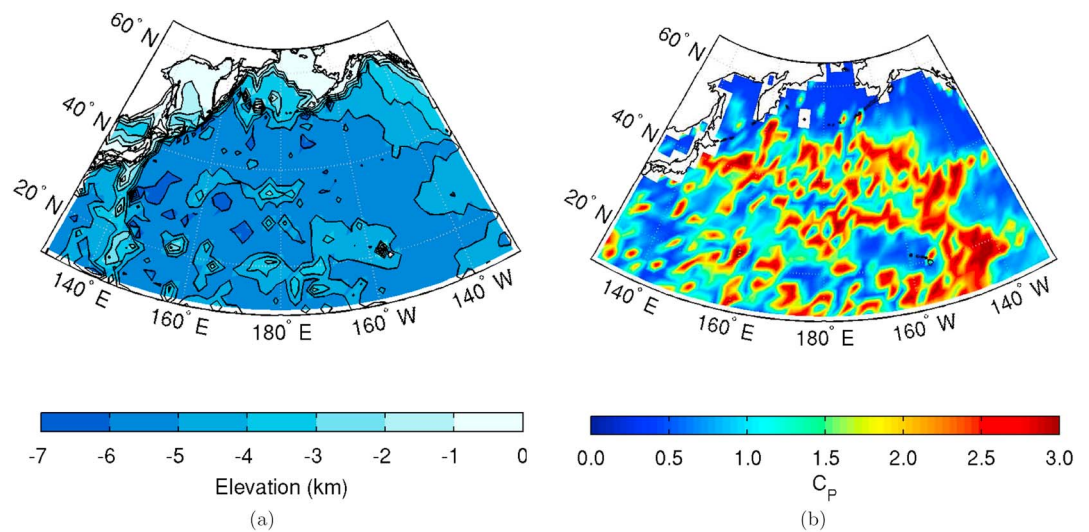 60° N
40° N
20° N
140° E
160° E
180° E
160° W
140° W
-7 -6 -5 -4 -3 -2 -1 0
Elevation (km)
(a)
60° N
40° N
20° N
160° E
180° E
160° W
140° W
140° E
0.0 0.5 1.0 1.5 2.0 2.5 3.0
C_P
(b)